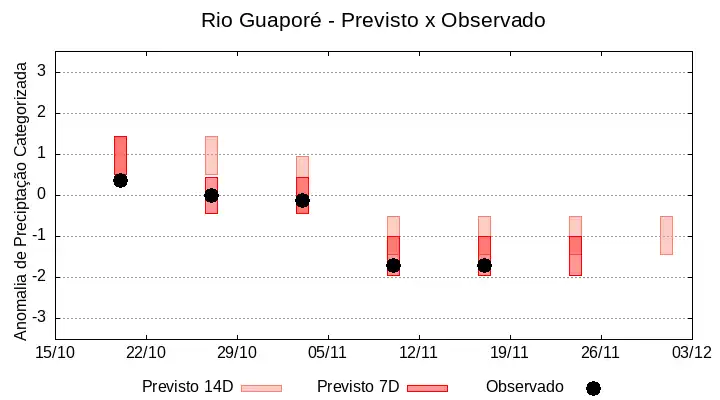 Rio Guaporé - Previsto x Observado
Anomalia de Preciptação Categorizada
3
2
1
0
-1
-2
-3
15/10 22/10 29/10 05/11 12/11 19/11 26/11 03/12
Previsto 14D Previsto 7D Observado